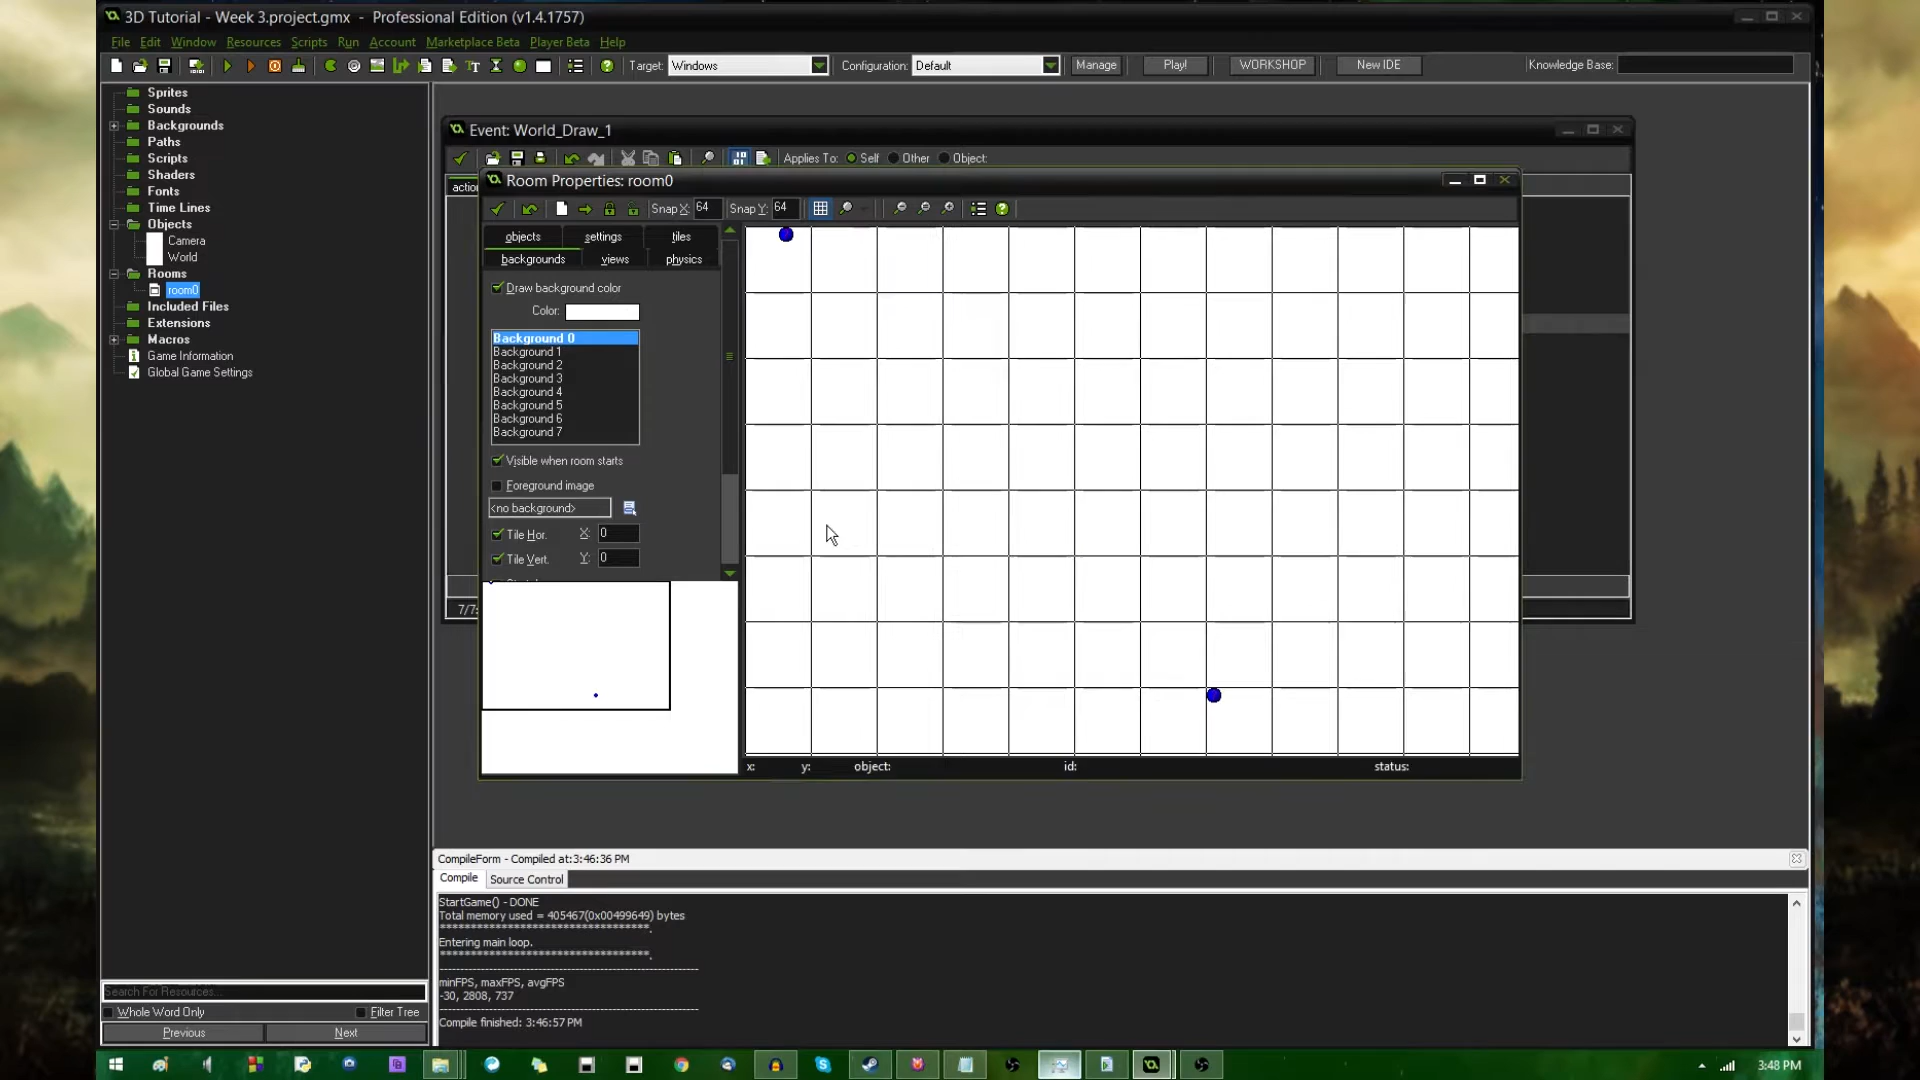 3D Tutorial - Week 3.project.gmx - Professional Edition (v1.4.1757)
File Edit Window Resources Scripts Run Account Marketplace Beta Player Beta Help
Target: Windows Configuration: Default Manage Play! WORKSHOP New IDE Knowledge Base:
Sprites
Sounds
Backgrounds
Paths
Scripts
Shaders
Fonts
Time Lines
Objects
Camera
World
Rooms
room0
Included Files
Extensions
Macros
Game Information
Global Game Settings
Search For Resources...
Whole Word Only Filter Tree
Previous Next
Event: World_Draw_1
Applies To: Self Other Object:
actio
7/7:
Room Properties: room0
Snap X: 64 Snap Y: 64
objects settings tiles
backgrounds views physics
Draw background color
Color:
Background 0
Background 1
Background 2
Background 3
Background 4
Background 5
Background 6
Background 7
Visible when room starts
Foreground image
<no background>
Tile Hor. X: 0
Tile Vert. Y: 0
x: y: object: id: status:
CompileForm - Compiled at:3:46:36 PM
Compile Source Control
StartGame() - DONE
Total memory used = 405467(0x00499649) bytes
Entering main loop.
minFPS, maxFPS, avgFPS
-30, 2808, 737
Compile finished: 3:46:57 PM
3:48 PM